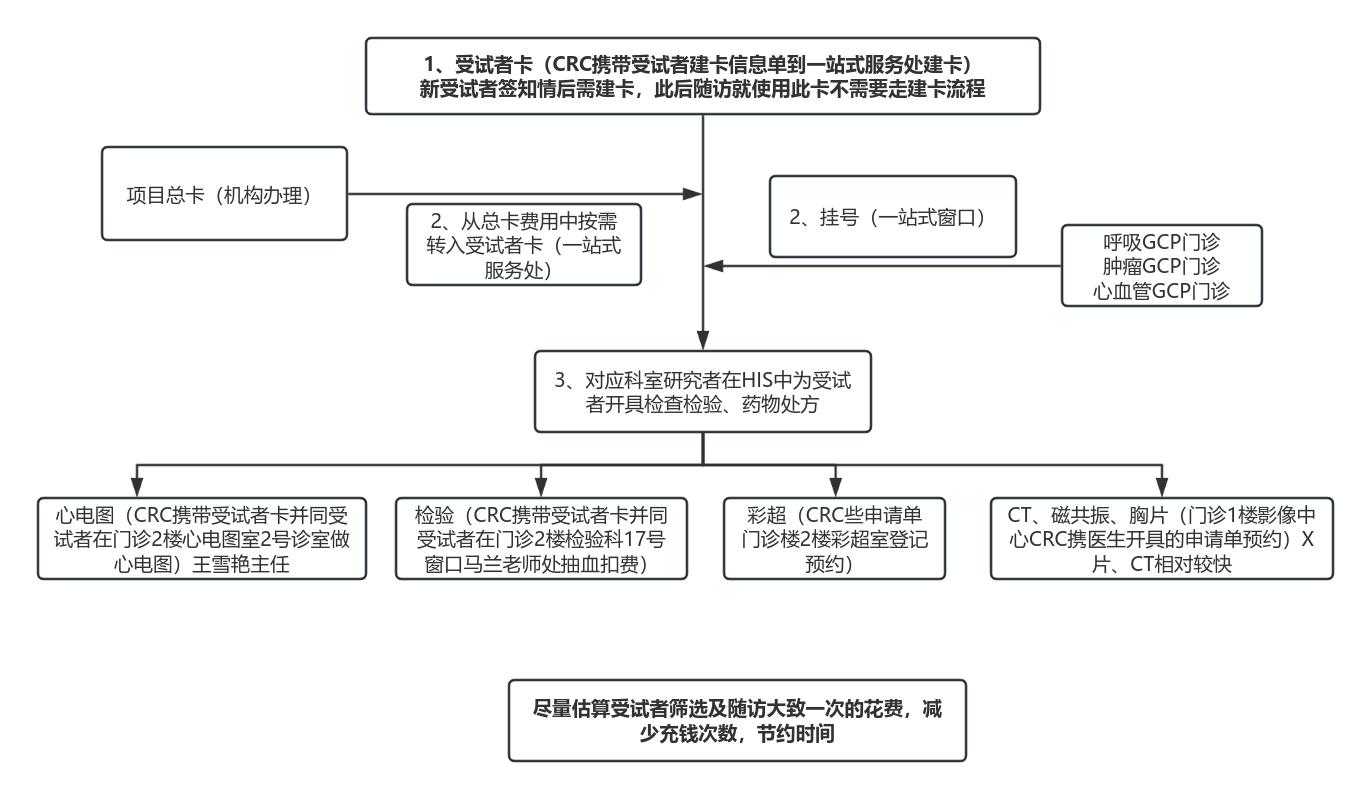 1、受试者卡（CRC携带受试者建卡信息单到一站式服务处建卡）
新受试者签知情后需建卡，此后随访就使用此卡不需要走建卡流程
项目总卡（机构办理）
2、从总卡费用中按需
转入受试者卡（一站式
服务处）
2、挂号（一站式窗口）
呼吸GCP门诊
肿瘤GCP门诊
心血管GCP门诊
3、对应科室研究者在HIS中为受试
者开具检查检验、药物处方
心电图（CRC携带受试者卡并同受
试者在门诊2楼心电图室2号诊室做
心电图）王雪艳主任
检验（CRC携带受试者卡并同
受试者在门诊2楼检验科17号
窗口马兰老师处抽血扣费）
彩超（CRC些申请单
门诊楼2楼彩超室登记
预约）
CT、磁共振、胸片（门诊1楼影像中
心CRC携医生开具的申请单预约）X
片、CT相对较快
尽量估算受试者筛选及随访大致一次的花费，减
少充钱次数，节约时间